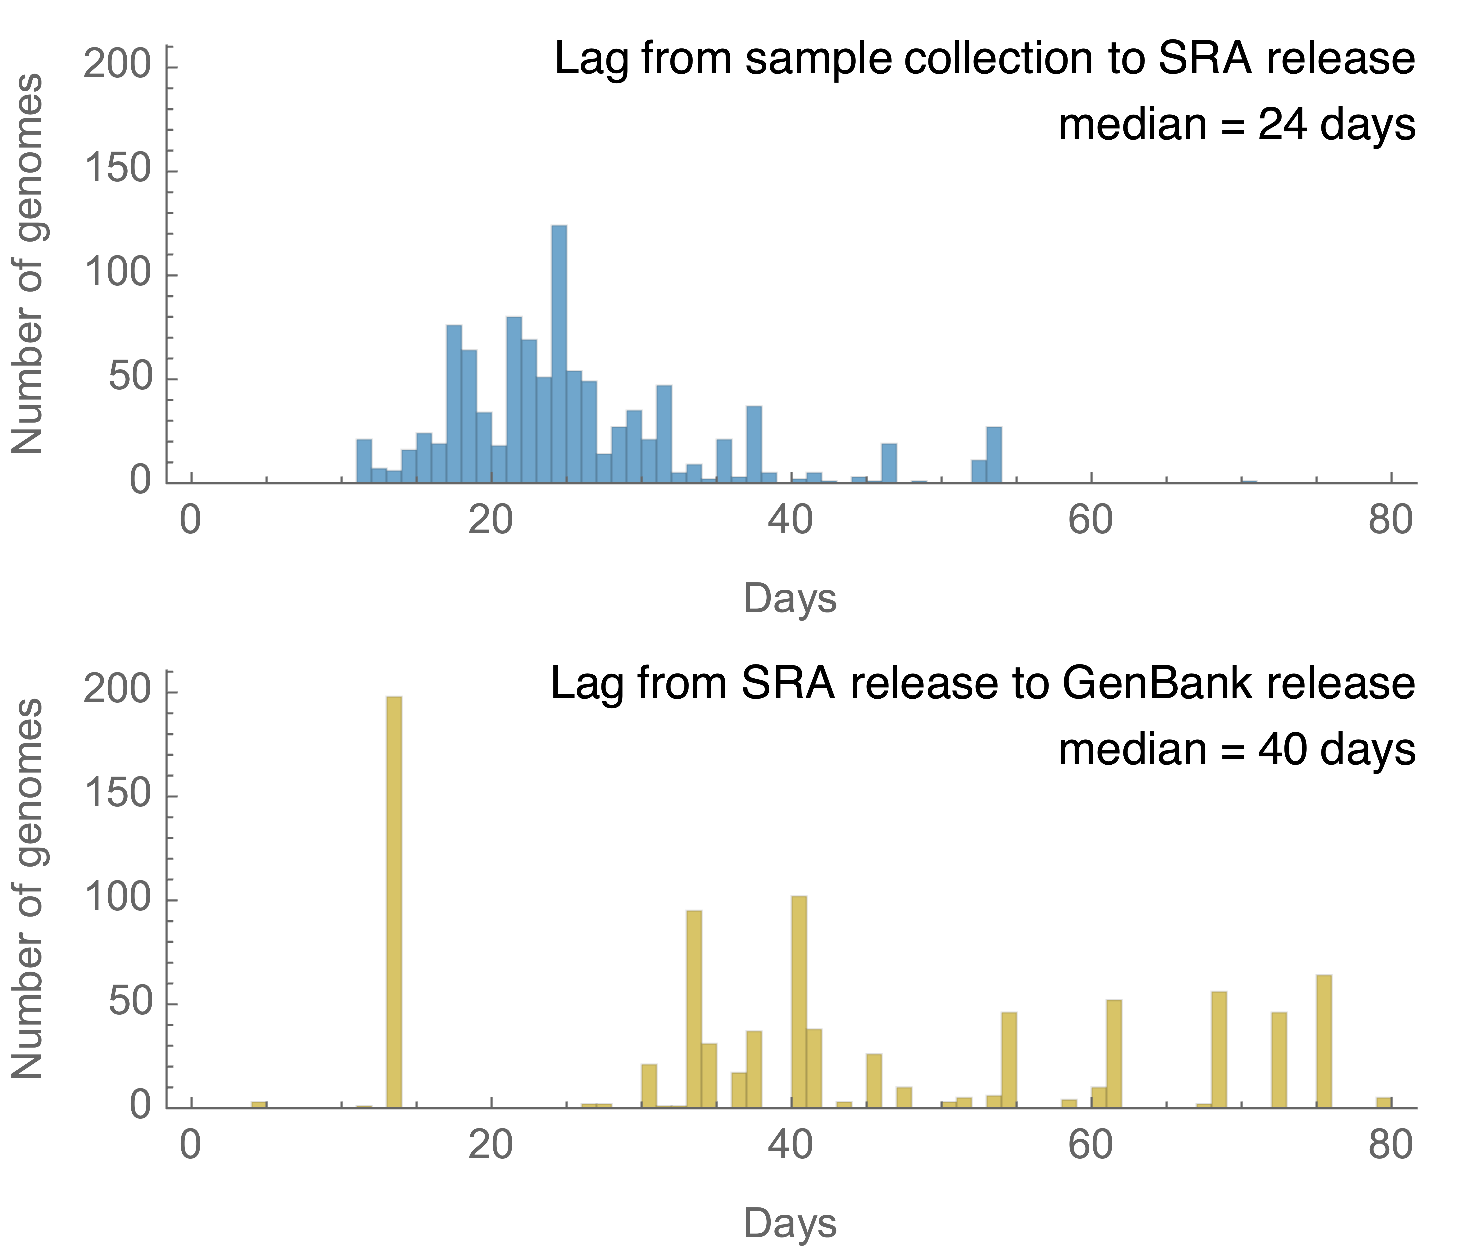 Lag from sample collection to SRA release
median = 24 days
Number of genomes
200
150
100
50
0
0 20 40 60 80
Days
Lag from SRA release to GenBank release
median = 40 days
Number of genomes
200
150
100
50
0
0 20 40 60 80
Days